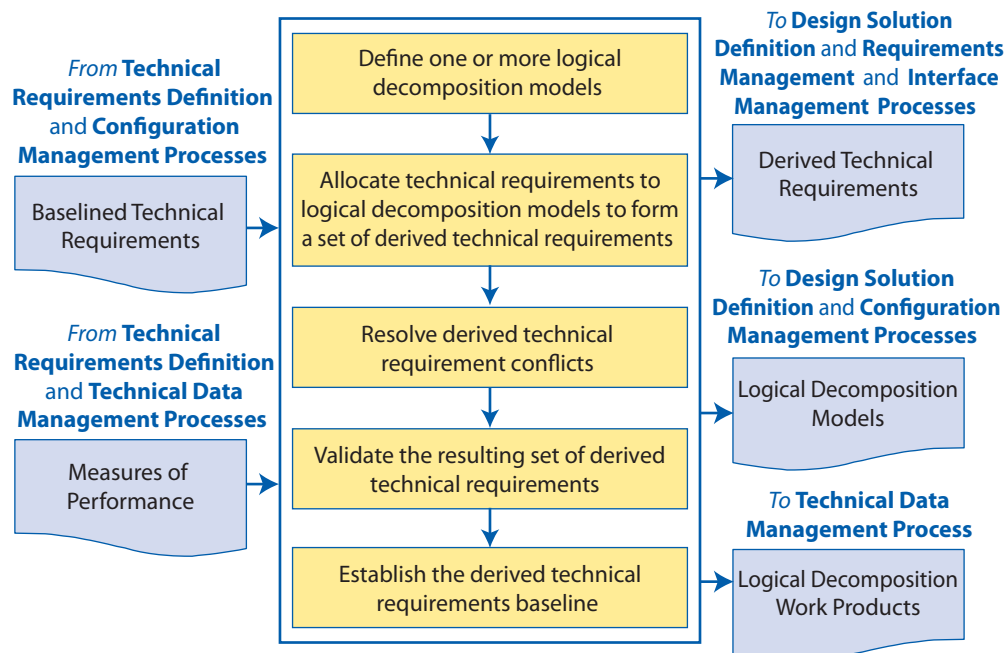 From Technical
Requirements Definition
and Configuration
Management Processes
Baselined Technical
Requirements
From Technical
Requirements Definition
and Technical Data
Management Processes
Measures of
Performance
Define one or more logical
decomposition models
Allocate technical requirements to
logical decomposition models to form
a set of derived technical requirements
Resolve derived technical
requirement conflicts
Validate the resulting set of derived
technical requirements
Establish the derived technical
requirements baseline
To Design Solution
Definition and Requirements
Management and Interface
Management Processes
Derived Technical
Requirements
To Design Solution
Definition and Configuration
Management Processes
Logical Decomposition
Models
To Technical Data
Management Process
Logical Decomposition
Work Products